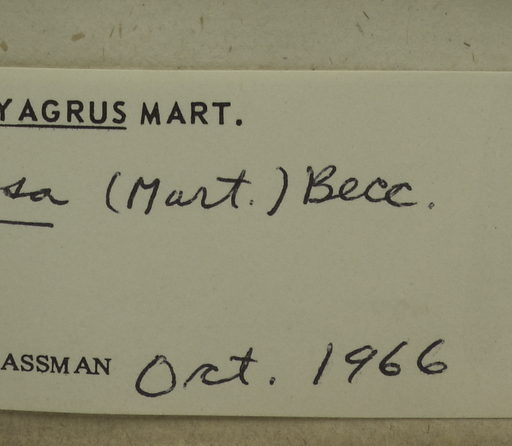 YAGRUS MART.
sa (Mart.) Becc.
ASSMAN Oct. 1966